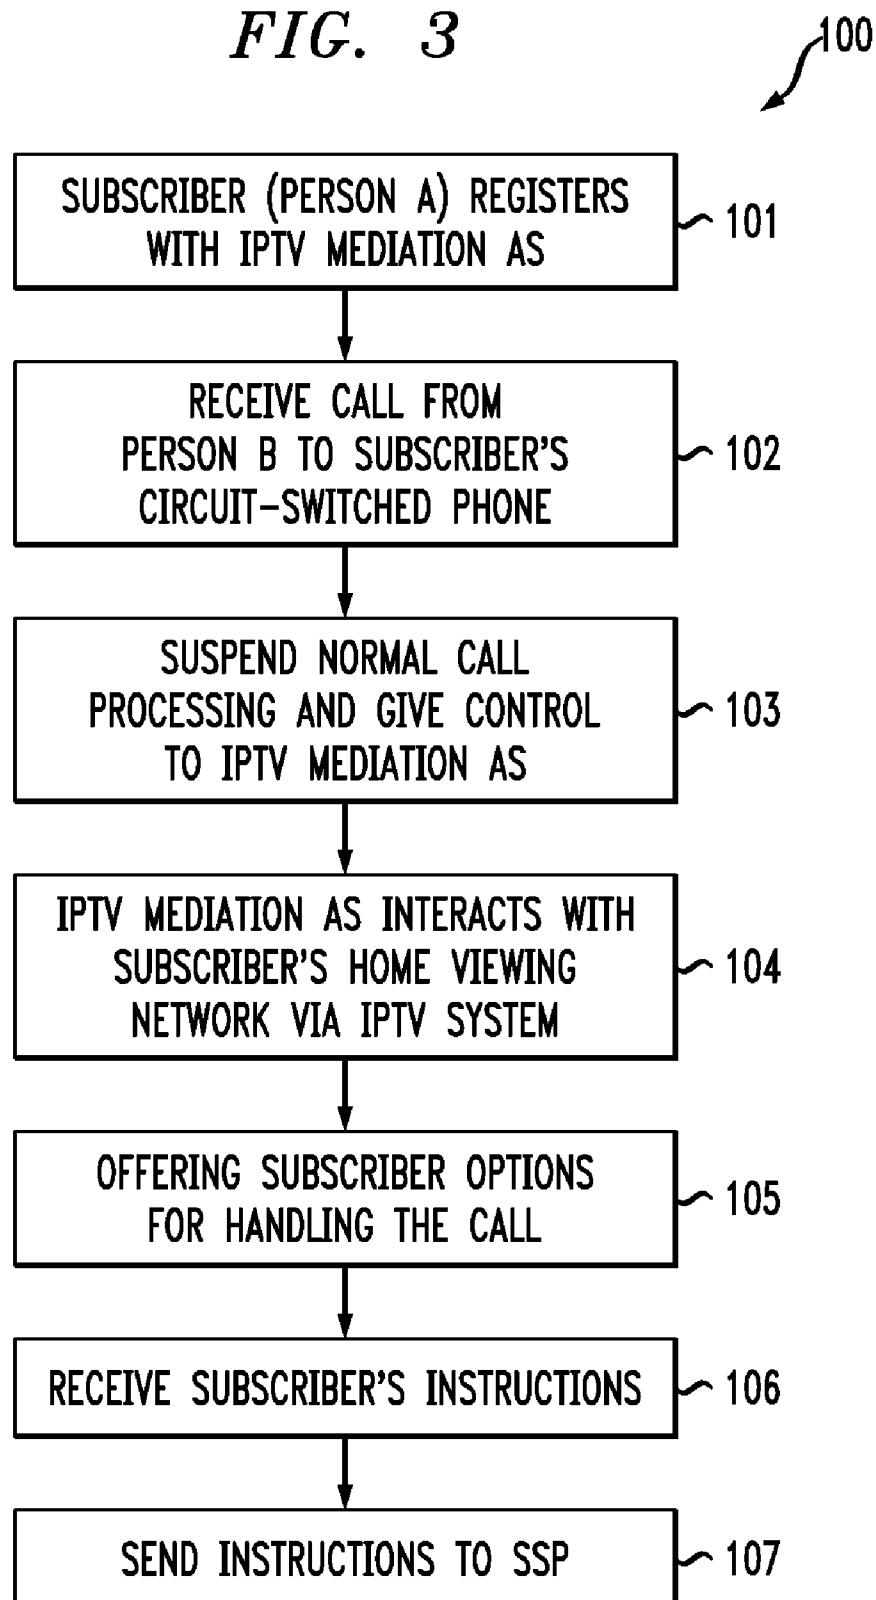 FIG. 3
100
SUBSCRIBER (PERSON A) REGISTERS
WITH IPTV MEDIATION AS
101
RECEIVE CALL FROM
PERSON B TO SUBSCRIBER'S
CIRCUIT-SWITCHED PHONE
102
SUSPEND NORMAL CALL
PROCESSING AND GIVE CONTROL
TO IPTV MEDIATION AS
103
IPTV MEDIATION AS INTERACTS WITH
SUBSCRIBER'S HOME VIEWING
NETWORK VIA IPTV SYSTEM
104
OFFERING SUBSCRIBER OPTIONS
FOR HANDLING THE CALL
105
RECEIVE SUBSCRIBER'S INSTRUCTIONS
106
SEND INSTRUCTIONS TO SSP
107